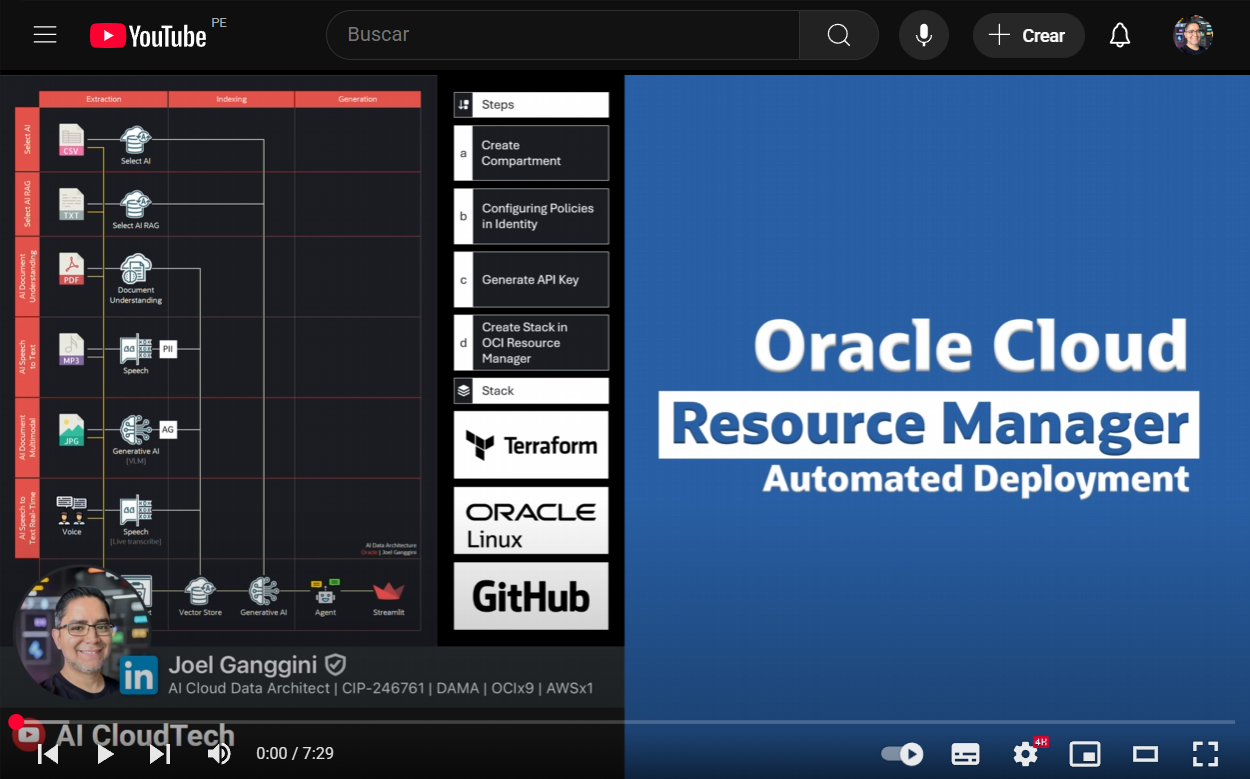 YouTube PE
Buscar
Crear
Extraction
Indexing
Generation
Select AI
CSV
Select AI
Select AI RAG
TXT
Select AI RAG
AI Document
Understanding
PDF
Document
Understanding
AI Speech
to Text
MP3
Speech
PII
AI Document
Multimodal
JPG
Generative AI
[VLM]
AG
AI Speech to
Text Real-Time
Voice
Speech
[Live transcribe]
AI Data Architecture
Oracle | Joel Ganggini
Vector Store
Generative AI
Agent
Streamlit
Steps
a
Create
Compartment
b
Configuring Policies
in Identity
c
Generate API Key
d
Create Stack in
OCI Resource
Manager
Stack
Terraform
ORACLE
Linux
GitHub
Oracle Cloud
Resource Manager
Automated Deployment
in
Joel Ganggini
AI Cloud Data Architect | CIP-246761 | DAMA | OCIx9 | AWSx1
AI CloudTech
0:00 / 7:29
4K